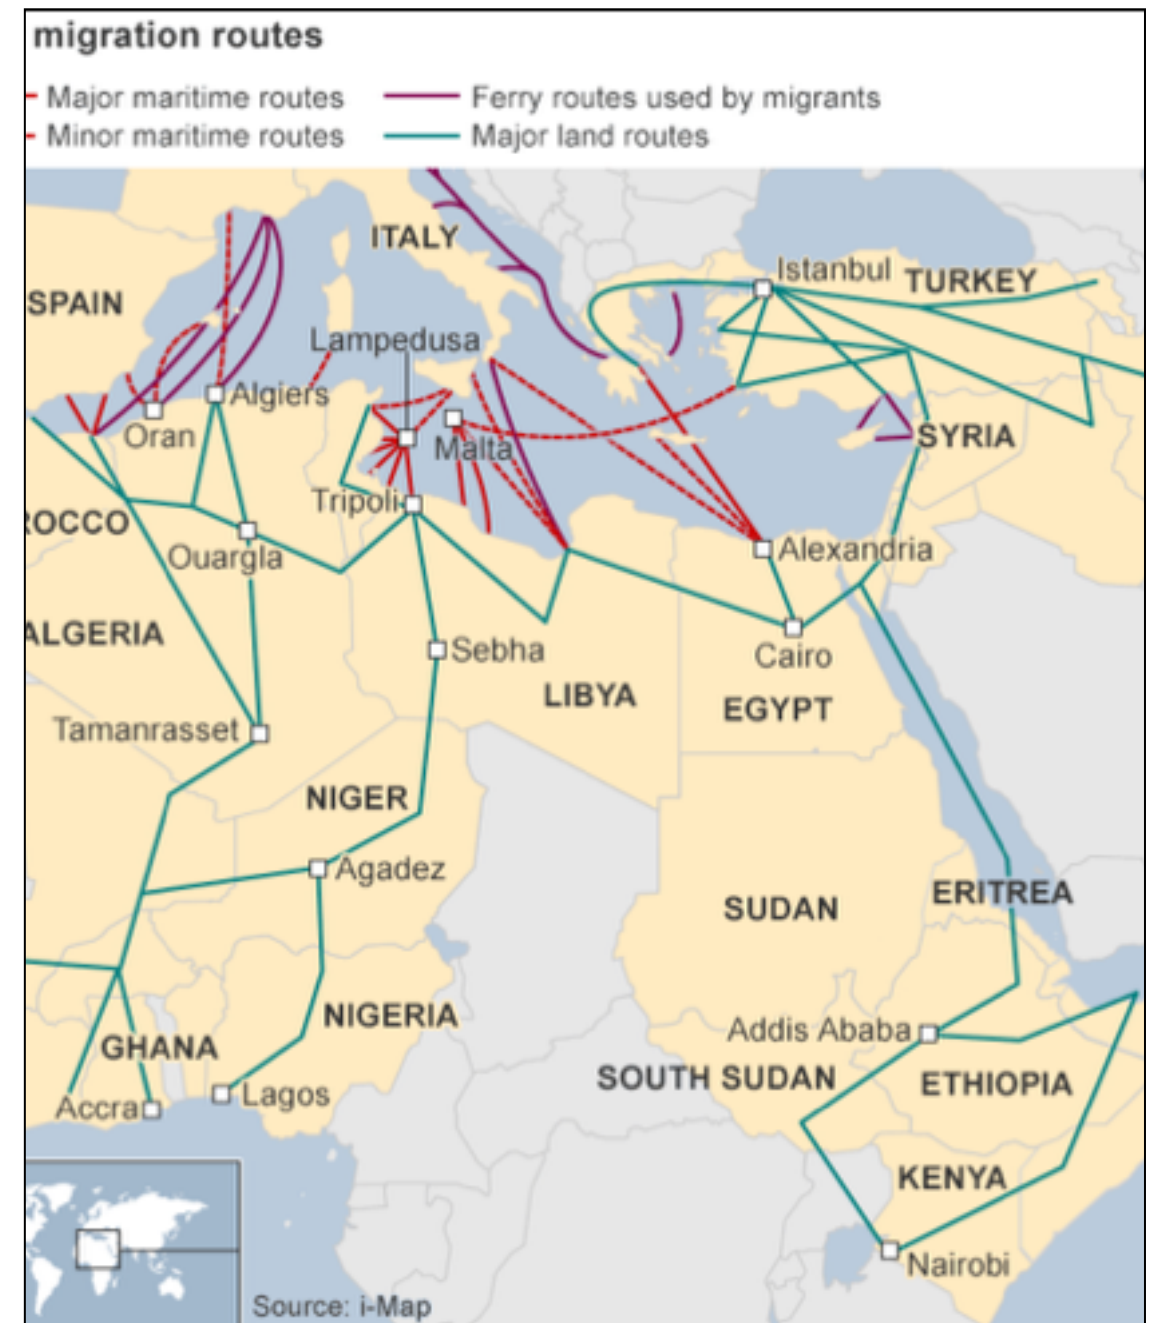 migration routes
Major maritime routes
Ferry routes used by migrants
Minor maritime routes
Major land routes
ITALY
Istanbul
TURKEY
SPAIN
Lampedusa
Algiers
Oran
Malta
SYRIA
Tripoli
ROCCO
Ouargla
Alexandria
ALGERIA
Sebha
Cairo
LIBYA
EGYPT
Tamanrasset
NIGER
Agadez
SUDAN
ERITREA
NIGERIA
GHANA
Addis Ababa
SOUTH SUDAN
ETHIOPIA
Accra
Lagos
KENYA
Nairobi
Source: i-Map